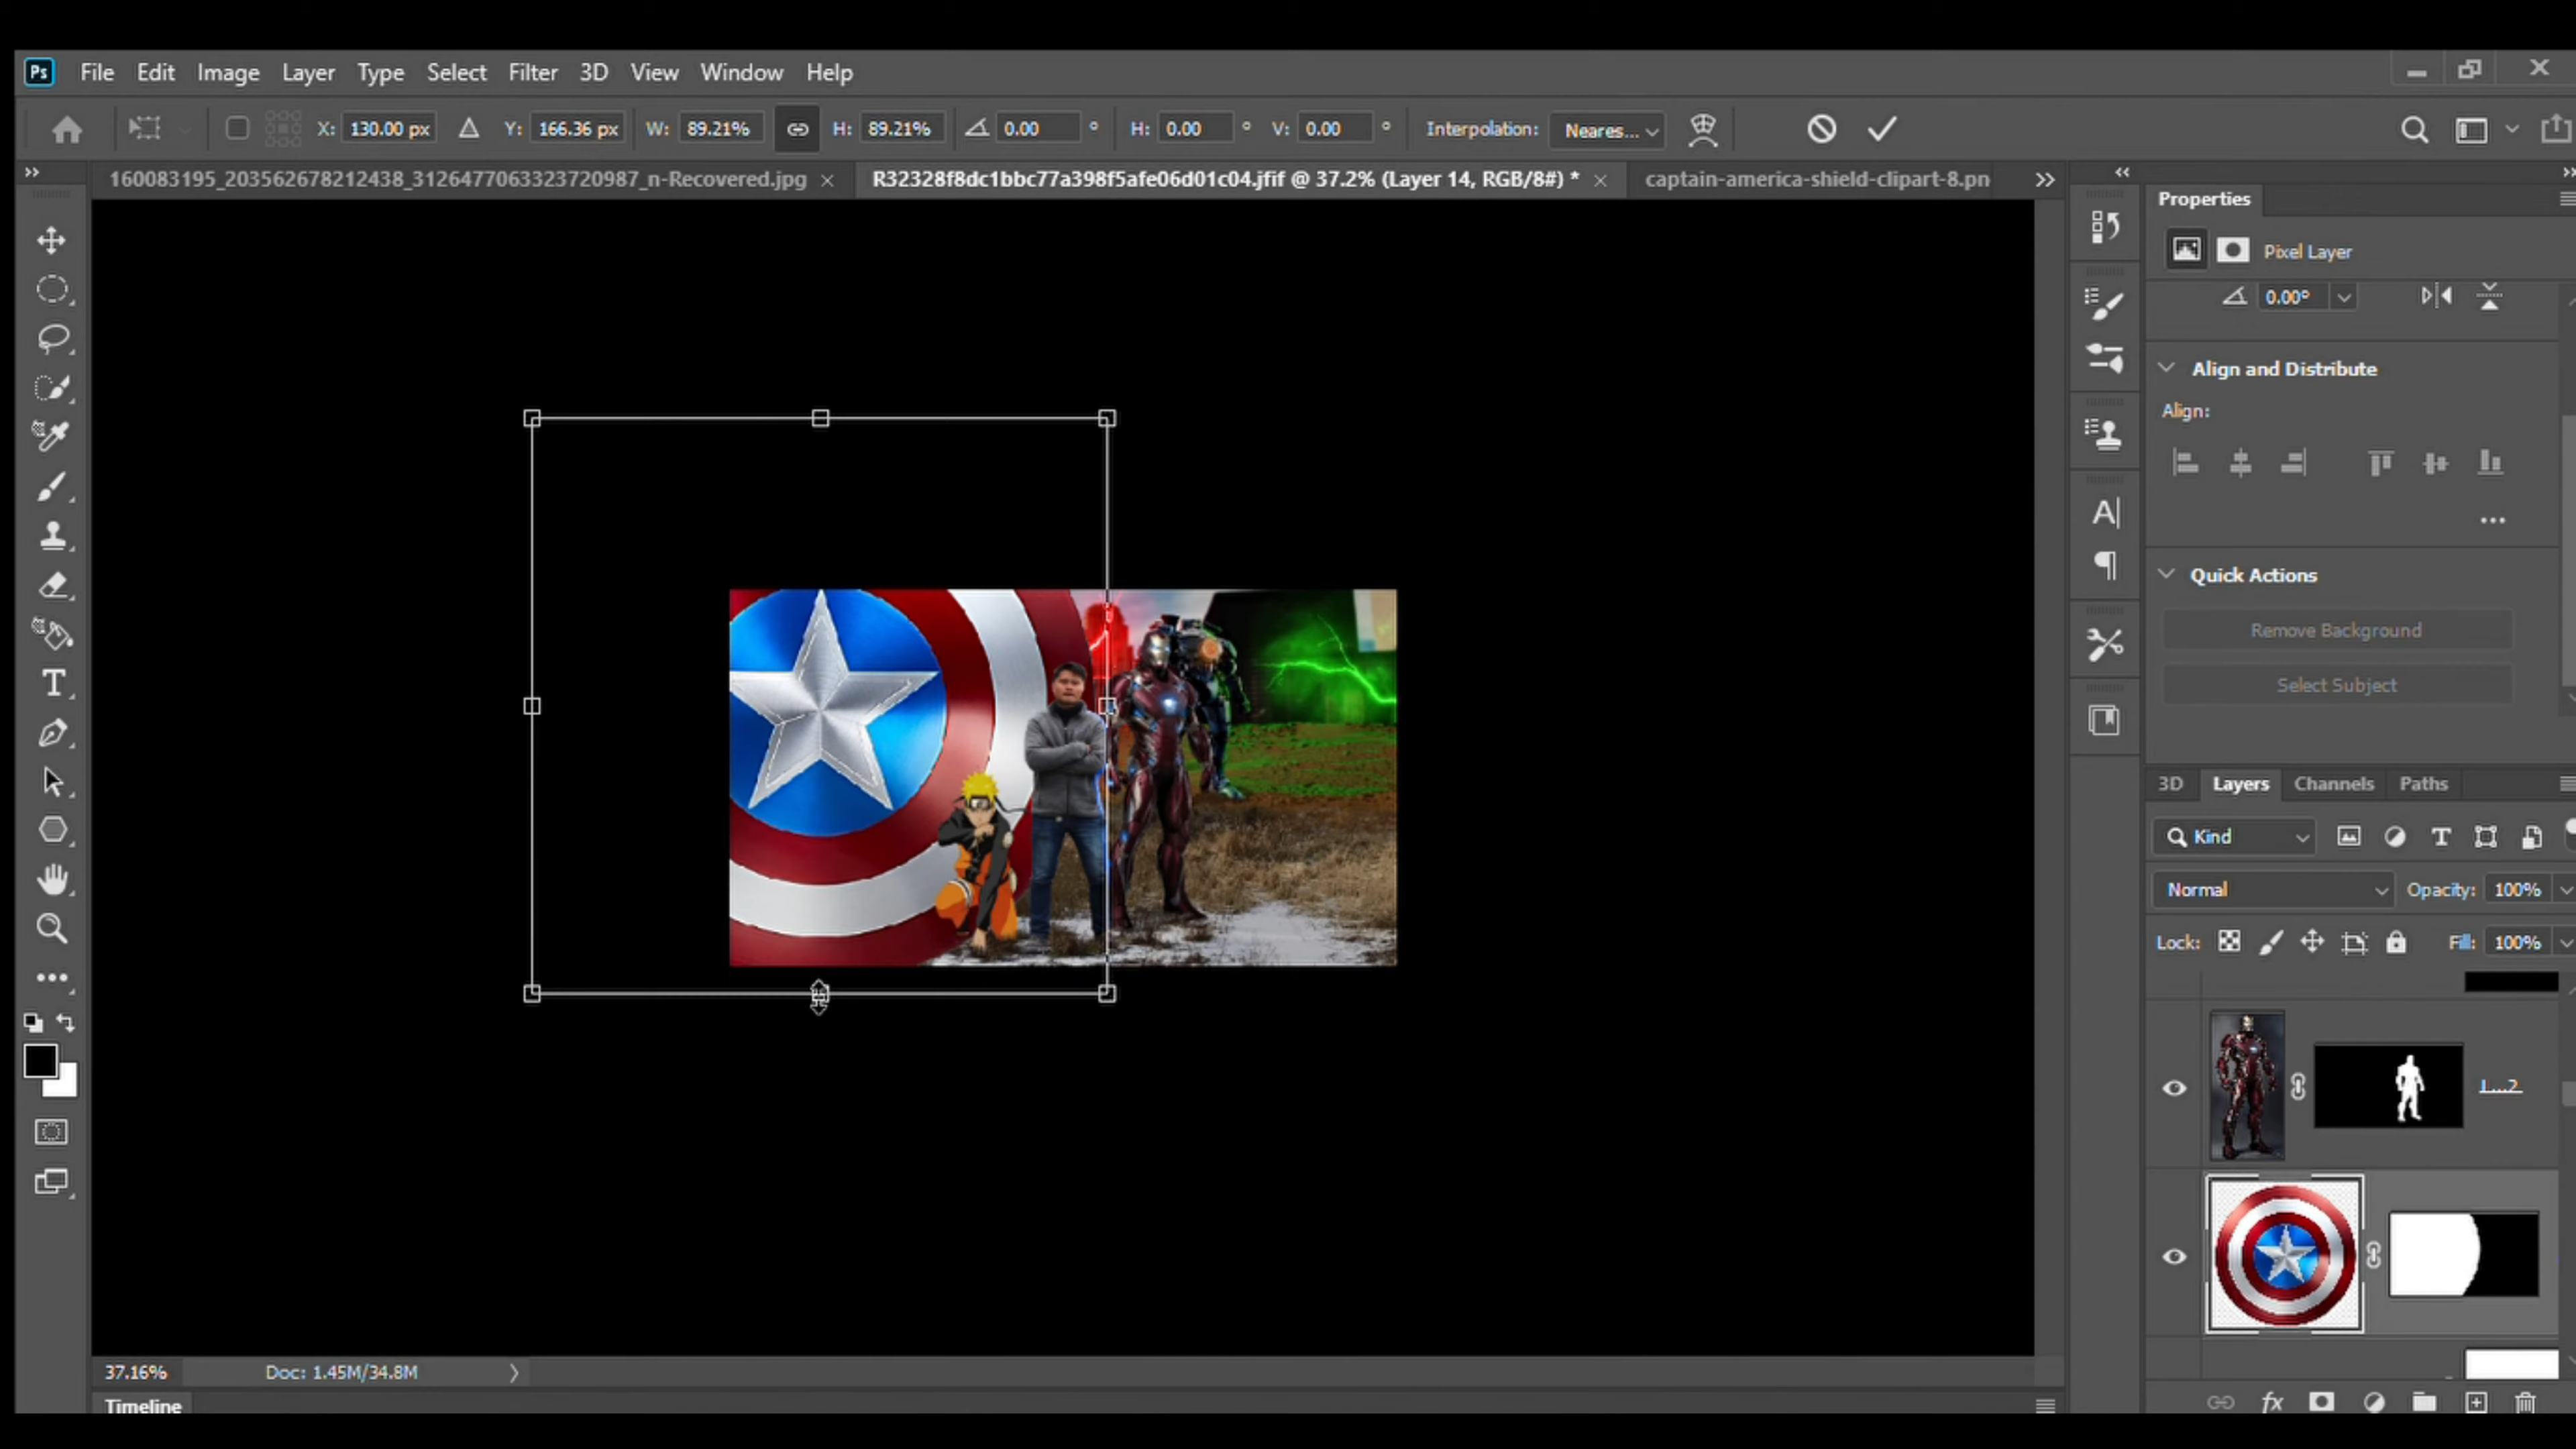 Ps File Edit Image Layer Type Select Filter 3D View Window Help
X: 130.00 px Y: 166.36 px W: 89.21% H: 89.21% 0.00 ° H: 0.00 ° V: 0.00 ° Interpolation: Neares...
160083195_203562678212438_3126477063323720987_n-Recovered.jpg R32328f8dc1bbc77a398f5afe06d01c04.jfif @ 37.2% (Layer 14, RGB/8#) * captain-america-shield-clipart-8.pn
Properties
Pixel Layer
0.00°
Align and Distribute
Align:
Quick Actions
Remove Background
Select Subject
3D Layers Channels Paths
Kind
Normal Opacity: 100%
Lock: Fill: 100%
L...2
37.16% Doc: 1.45M/34.8M
Timeline